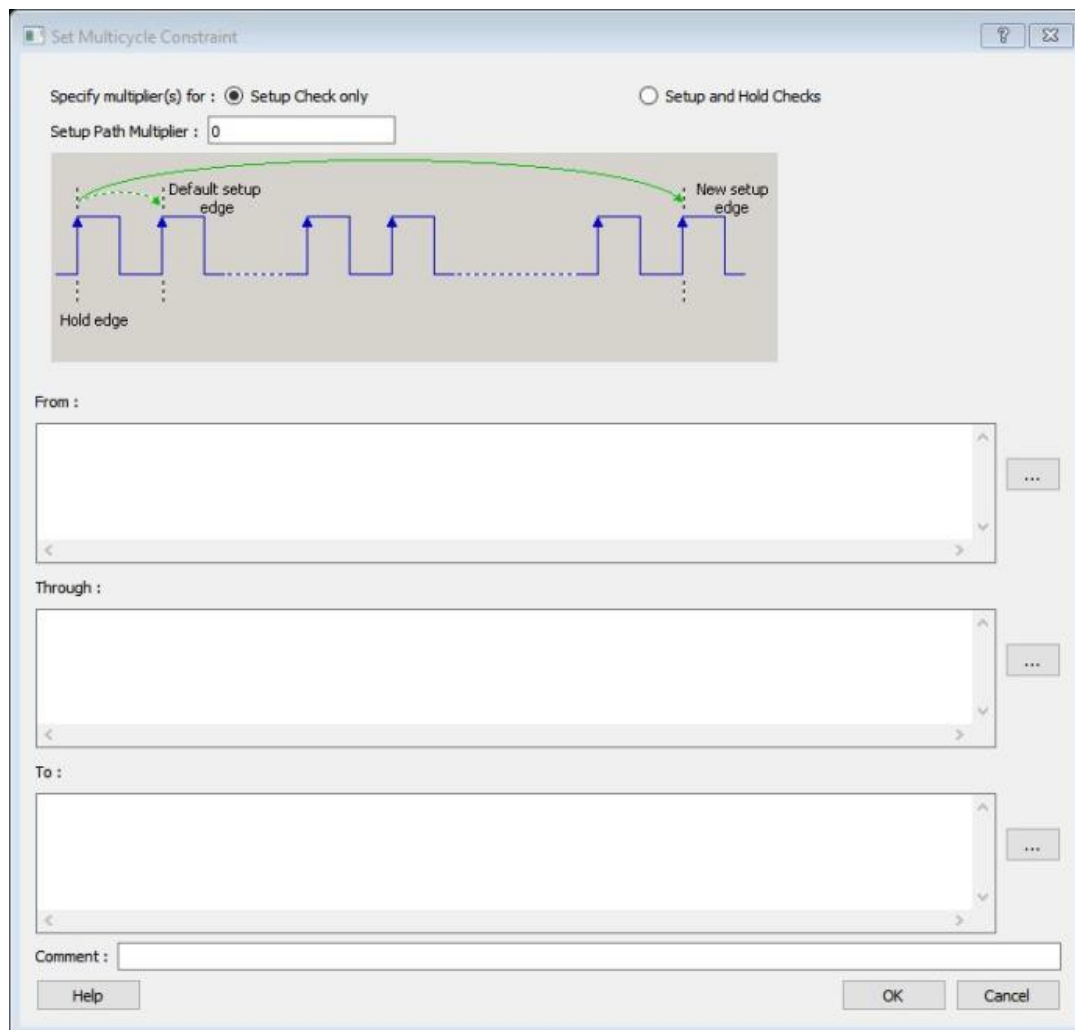 Set Multicycle Constraint
Specify multiplier(s) for : Setup Check only Setup and Hold Checks
Setup Path Multiplier : 0
Default setup edge
New setup edge
Hold edge
From :
...
Through :
...
To :
...
Comment :
Help OK Cancel